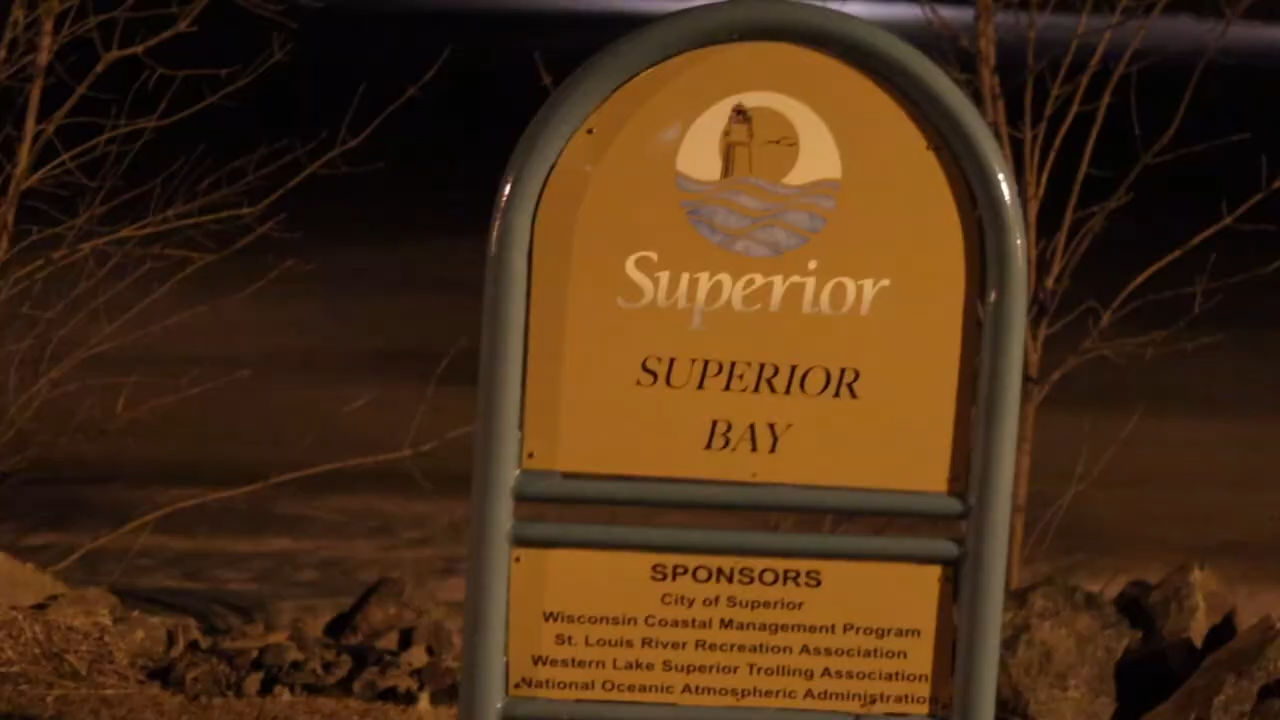 Superior
SUPERIOR
BAY
SPONSORS
City of Superior
Wisconsin Coastal Management Program
St. Louis River Recreation Association
Western Lake Superior Trolling Association
National Oceanic Atmospheric Administration